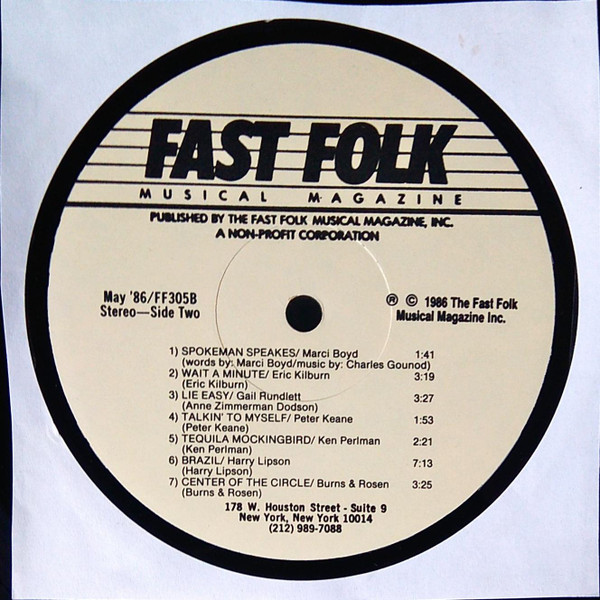 FAST FOLK
MUSICAL MAGAZINE
PUBLISHED BY THE FAST FOLK MUSICAL MAGAZINE, INC.
A NON-PROFIT CORPORATION
May '86/FF305B
Stereo—Side Two
® © 1986 The Fast Folk
Musical Magazine Inc.
1) SPOKEMAN SPEAKES/ Marci Boyd 1:41
(words by: Marci Boyd/music by: Charles Gounod)
2) WAIT A MINUTE/ Eric Kilburn 3:19
(Eric Kilburn)
3) LIE EASY/ Gail Rundlett 3:27
(Anne Zimmerman Dodson)
4) TALKIN' TO MYSELF/ Peter Keane 1:53
(Peter Keane)
5) TEQUILA MOCKINGBIRD/ Ken Perlman 2:21
(Ken Perlman)
6) BRAZIL/ Harry Lipson 7:13
(Harry Lipson)
7) CENTER OF THE CIRCLE/ Burns & Rosen 3:25
(Burns & Rosen)
178 W. Houston Street - Suite 9
New York, New York 10014
(212) 989-7088